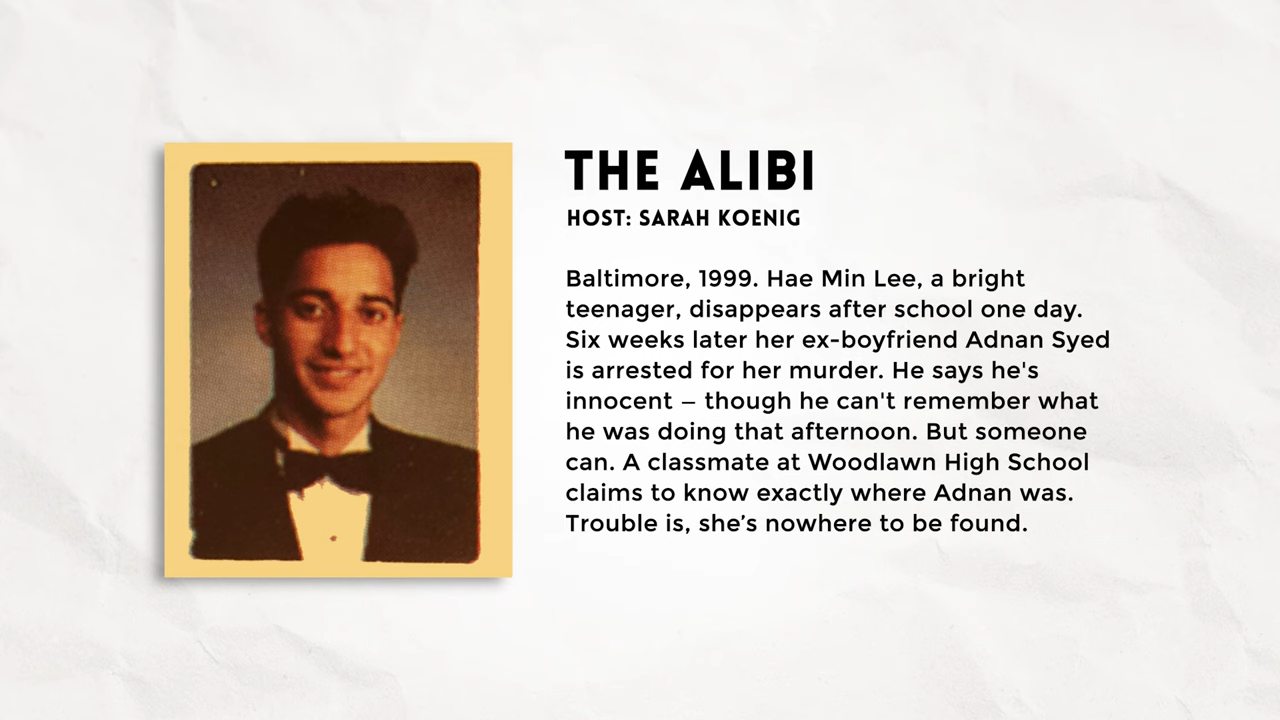 THE ALIBI
HOST: SARAH KOENIG
Baltimore, 1999. Hae Min Lee, a bright
teenager, disappears after school one day.
Six weeks later her ex-boyfriend Adnan Syed
is arrested for her murder. He says he's
innocent – though he can't remember what
he was doing that afternoon. But someone
can. A classmate at Woodlawn High School
claims to know exactly where Adnan was.
Trouble is, she’s nowhere to be found.